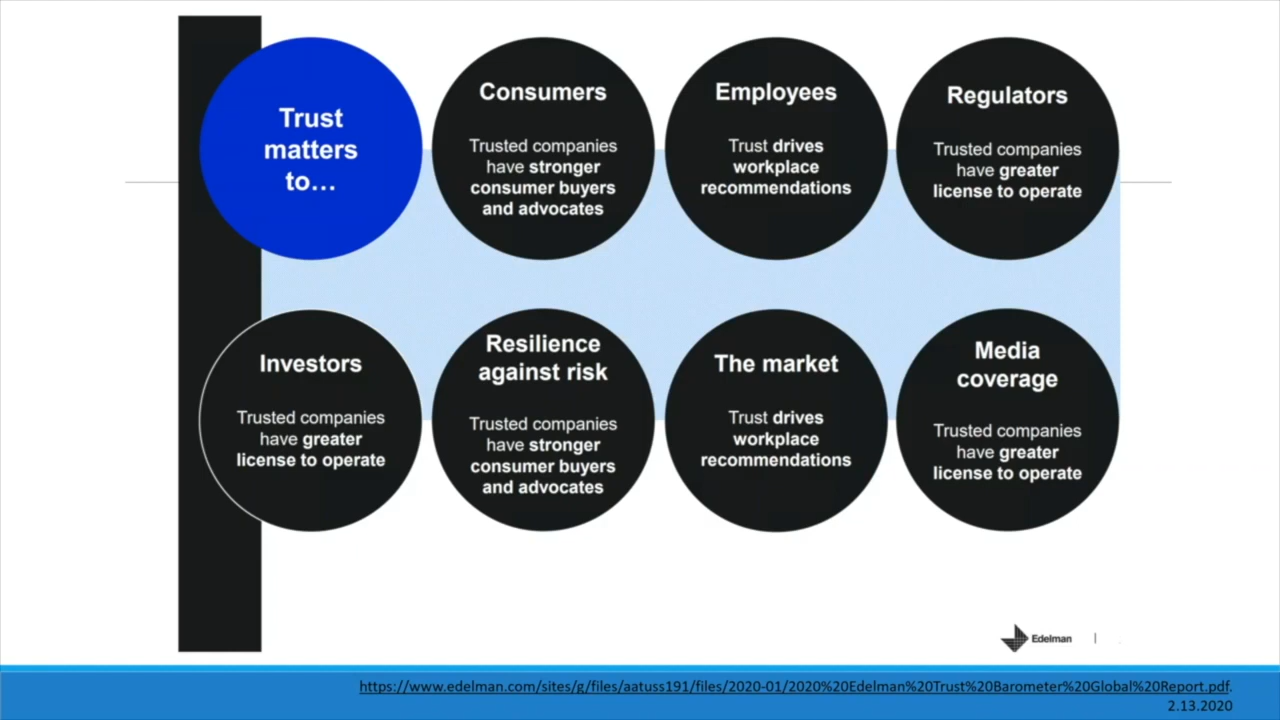 Trust
matters
to...
Consumers
Trusted companies
have stronger
consumer buyers
and advocates
Employees
Trust drives
workplace
recommendations
Regulators
Trusted companies
have greater
license to operate
Investors
Trusted companies
have greater
license to operate
Resilience
against risk
Trusted companies
have stronger
consumer buyers
and advocates
The market
Trust drives
workplace
recommendations
Media
coverage
Trusted companies
have greater
license to operate
Edelman |
https://www.edelman.com/sites/g/files/aatuss191/files/2020-01/2020%20Edelman%20Trust%20Barometer%20Global%20Report.pdf.
2.13.2020